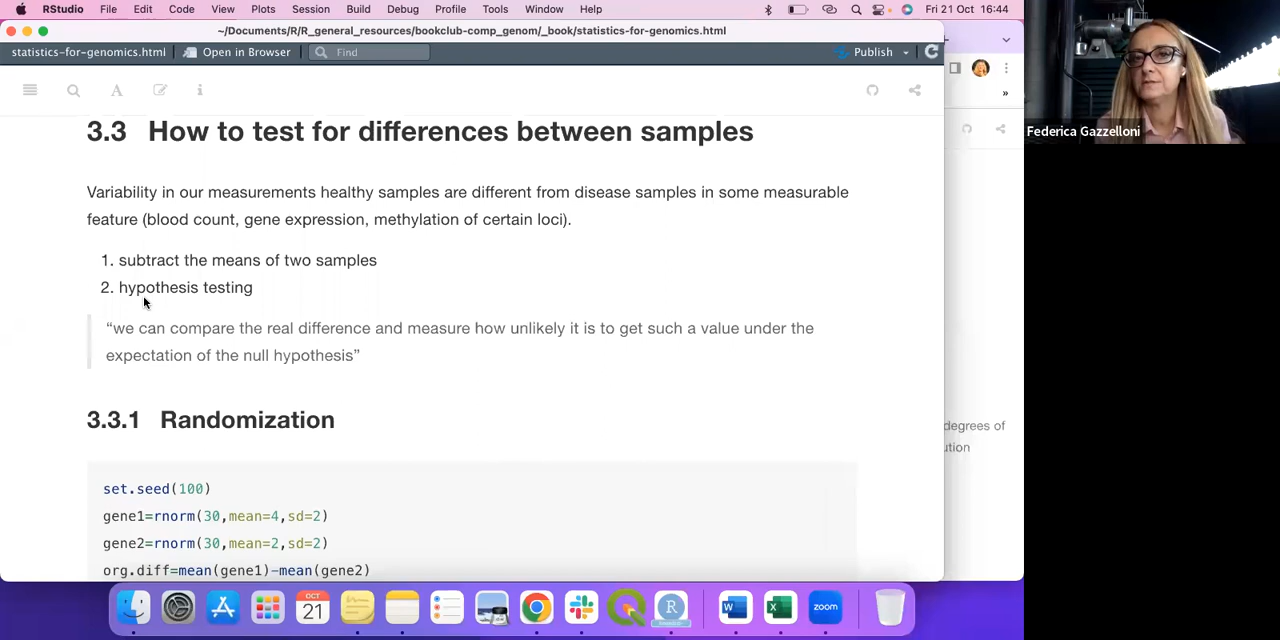 RStudio File Edit Code View Plots Session Build Debug Profile Tools Window Help Fri 21 Oct 16:44
~/Documents/R/R_general_resources/bookclub-comp_genom/_book/statistics-for-genomics.html
statistics-for-genomics.html Open in Browser Find Publish
Federica Gazzelloni
3.3 How to test for differences between samples
Variability in our measurements healthy samples are different from disease samples in some measurable
feature (blood count, gene expression, methylation of certain loci).
1. subtract the means of two samples
2. hypothesis testing
“we can compare the real difference and measure how unlikely it is to get such a value under the
expectation of the null hypothesis”
3.3.1 Randomization
degrees of
ution
set.seed(100)
gene1=rnorm(30,mean=4,sd=2)
gene2=rnorm(30,mean=2,sd=2)
org.diff=mean(gene1)-mean(gene2)
OCT
21
zoom